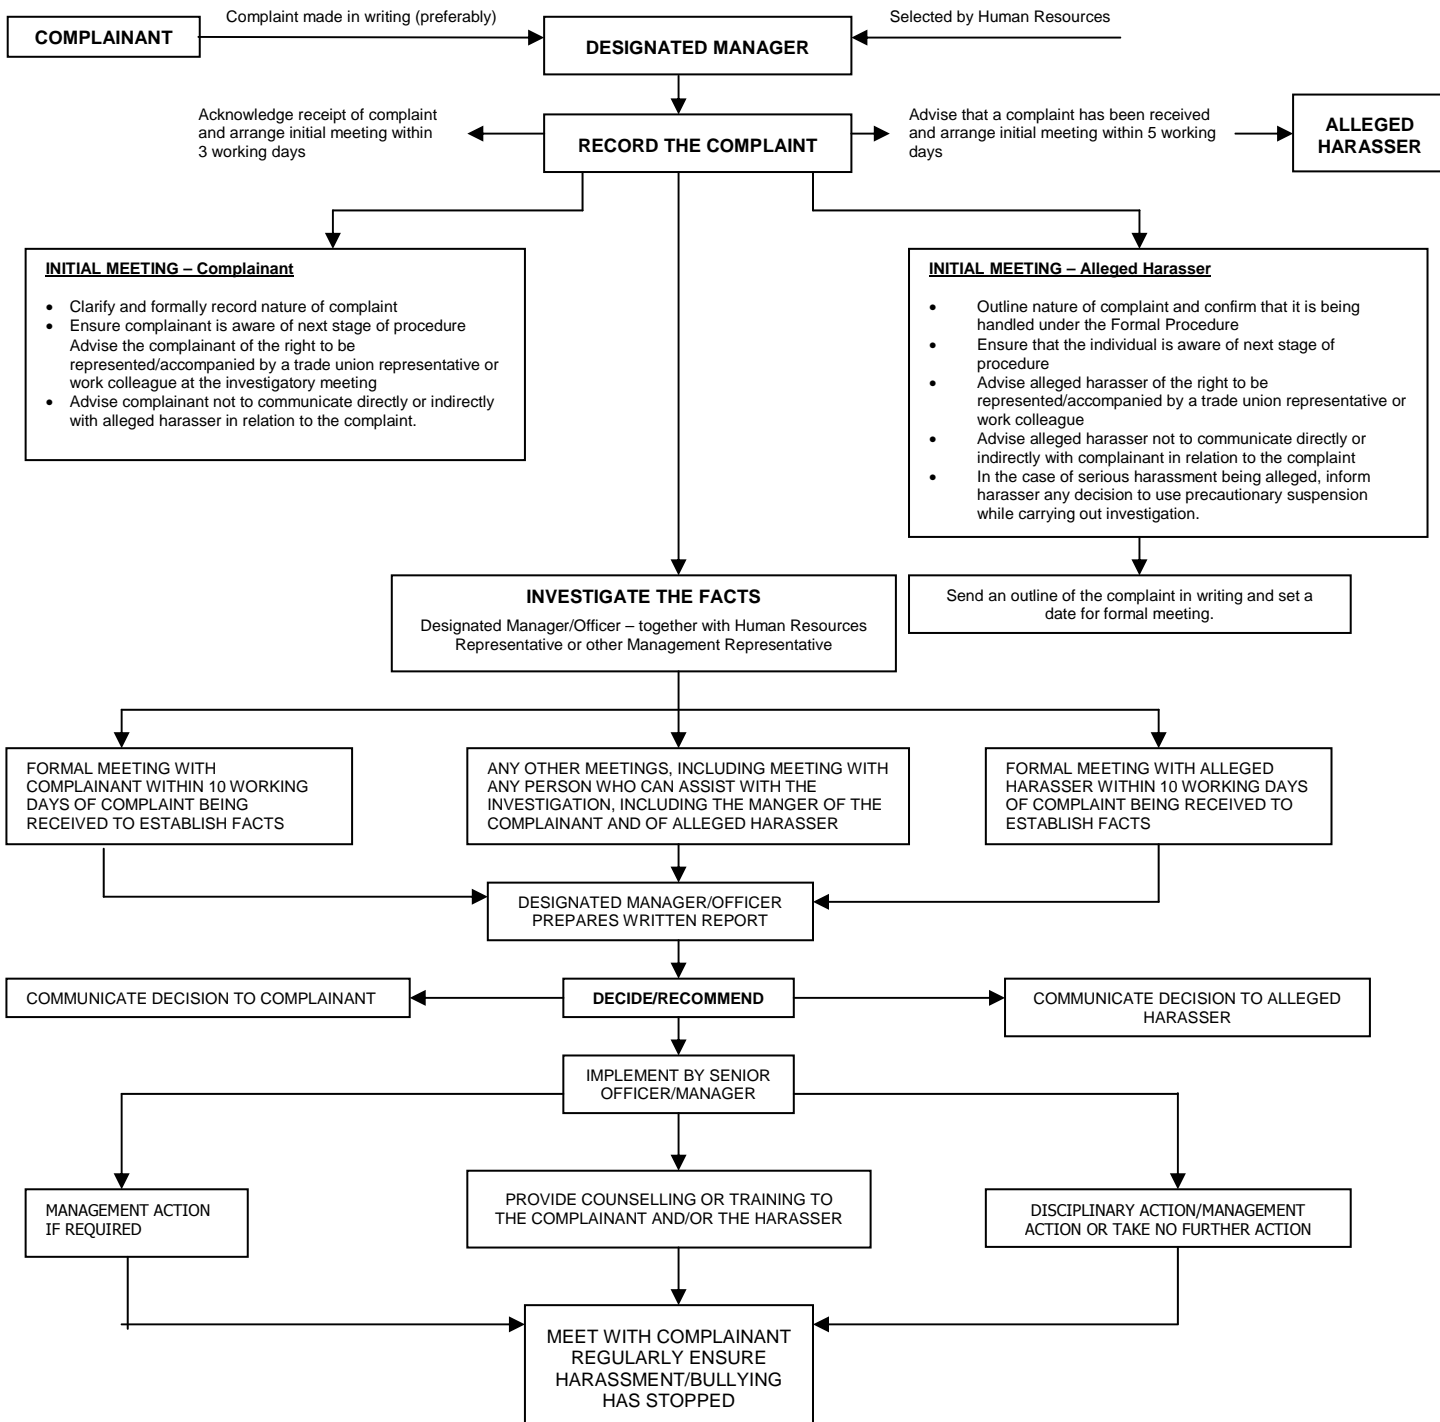 Complaint made in writing (preferably)
Selected by Human Resources
COMPLAINANT
DESIGNATED MANAGER
Acknowledge receipt of complaint
and arrange initial meeting within
3 working days
RECORD THE COMPLAINT
Advise that a complaint has been received
and arrange initial meeting within 5 working
days
ALLEGED
HARASSER
INITIAL MEETING – Complainant
• Clarify and formally record nature of complaint
• Ensure complainant is aware of next stage of procedure
Advise the complainant of the right to be
represented/accompanied by a trade union representative or
work colleague at the investigatory meeting
• Advise complainant not to communicate directly or indirectly
with alleged harasser in relation to the complaint.
INITIAL MEETING – Alleged Harasser
• Outline nature of complaint and confirm that it is being
handled under the Formal Procedure
• Ensure that the individual is aware of next stage of
procedure
• Advise alleged harasser of the right to be
represented/accompanied by a trade union representative or
work colleague
• Advise alleged harasser not to communicate directly or
indirectly with complainant in relation to the complaint
• In the case of serious harassment being alleged, inform
harasser any decision to use precautionary suspension
while carrying out investigation.
INVESTIGATE THE FACTS
Designated Manager/Officer – together with Human Resources
Representative or other Management Representative
Send an outline of the complaint in writing and set a
date for formal meeting.
FORMAL MEETING WITH
COMPLAINANT WITHIN 10 WORKING
DAYS OF COMPLAINT BEING
RECEIVED TO ESTABLISH FACTS
ANY OTHER MEETINGS, INCLUDING MEETING WITH
ANY PERSON WHO CAN ASSIST WITH THE
INVESTIGATION, INCLUDING THE MANGER OF THE
COMPLAINANT AND OF ALLEGED HARASSER
FORMAL MEETING WITH ALLEGED
HARASSER WITHIN 10 WORKING DAYS
OF COMPLAINT BEING RECEIVED TO
ESTABLISH FACTS
DESIGNATED MANAGER/OFFICER
PREPARES WRITTEN REPORT
COMMUNICATE DECISION TO COMPLAINANT
DECIDE/RECOMMEND
COMMUNICATE DECISION TO ALLEGED
HARASSER
IMPLEMENT BY SENIOR
OFFICER/MANAGER
MANAGEMENT ACTION
IF REQUIRED
PROVIDE COUNSELLING OR TRAINING TO
THE COMPLAINANT AND/OR THE HARASSER
DISCIPLINARY ACTION/MANAGEMENT
ACTION OR TAKE NO FURTHER ACTION
MEET WITH COMPLAINANT
REGULARLY ENSURE
HARASSMENT/BULLYING
HAS STOPPED